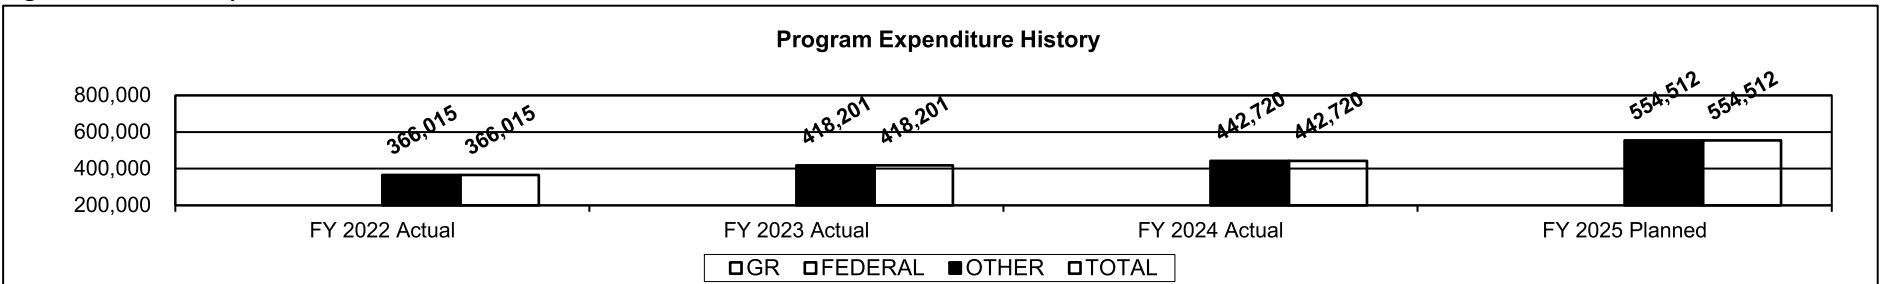 Program Expenditure History
800,000
600,000
400,000
200,000
366,015
366,015
418,201
418,201
442,720
442,720
554,512
554,512
FY 2022 Actual
FY 2023 Actual
FY 2024 Actual
FY 2025 Planned
GR FEDERAL OTHER TOTAL